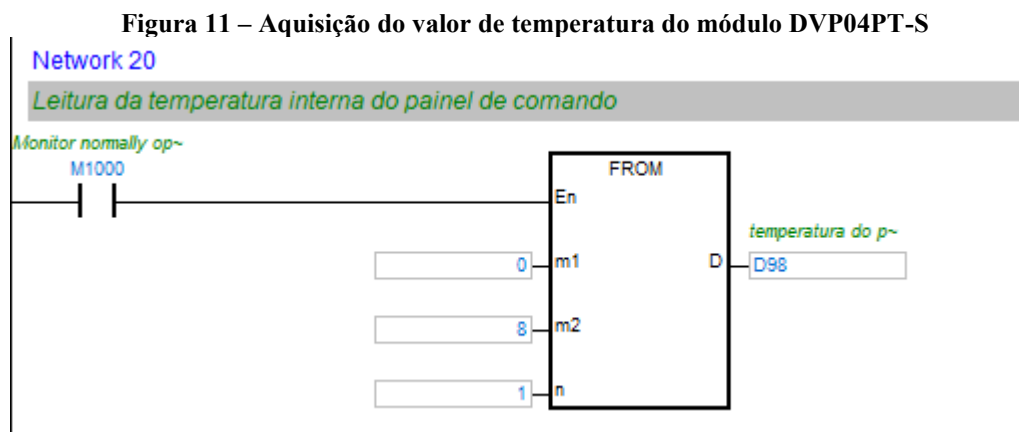 Figura 11 – Aquisição do valor de temperatura do módulo DVP04PT-S
Network 20
Leitura da temperatura interna do painel de comando
Monitor normally op~
M1000
FROM
En
temperatura do p~
0 m1 D D98
8 m2
1 n